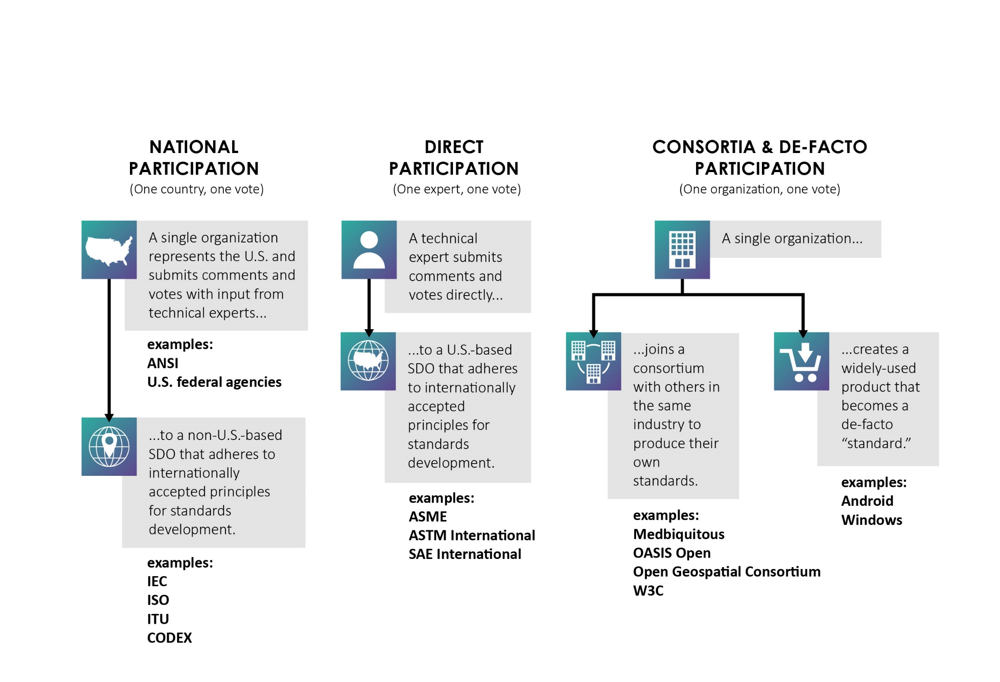 NATIONAL
PARTICIPATION
(One country, one vote)
A single organization
represents the U.S. and
submits comments and
votes with input from
technical experts...
examples:
ANSI
U.S. federal agencies
...to a non-U.S.-based
SDO that adheres to
internationally
accepted principles
for standards
development.
examples:
IEC
ISO
ITU
CODEX
DIRECT
PARTICIPATION
(One expert, one vote)
A technical
expert submits
comments and
votes directly...
...to a U.S.-based
SDO that adheres
to internationally
accepted
principles for
standards
development.
examples:
ASME
ASTM International
SAE International
CONSORTIA & DE-FACTO
PARTICIPATION
(One organization, one vote)
A single organization...
...joins a
consortium
with others in
the same
industry to
produce their
own
standards.
examples:
Medbiquitous
OASIS Open
Open Geospatial Consortium
W3C
...creates a
widely-used
product that
becomes a
de-facto
“standard.”
examples:
Android
Windows